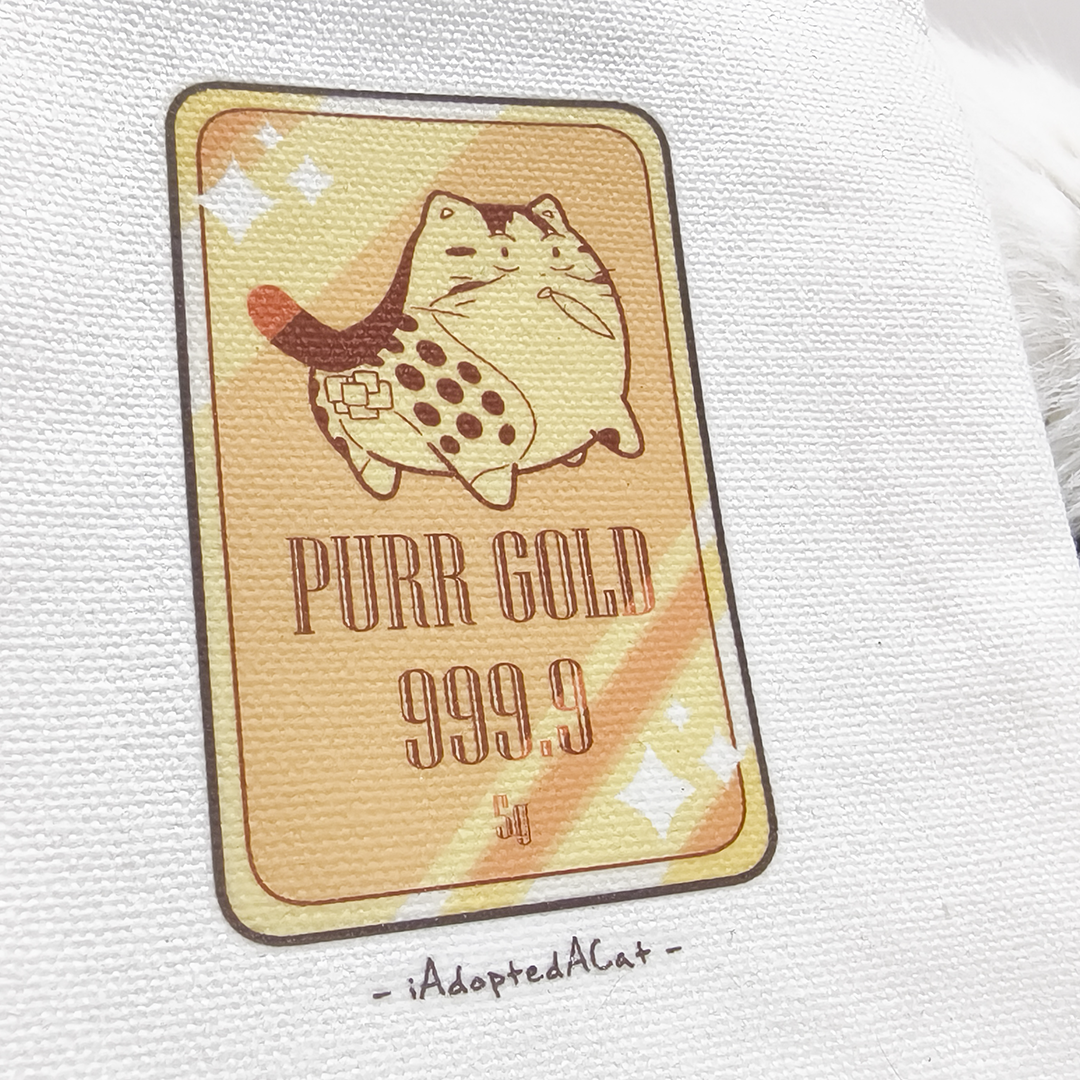 PURR GOLD
999.9
5g
- iAdoptedACat -